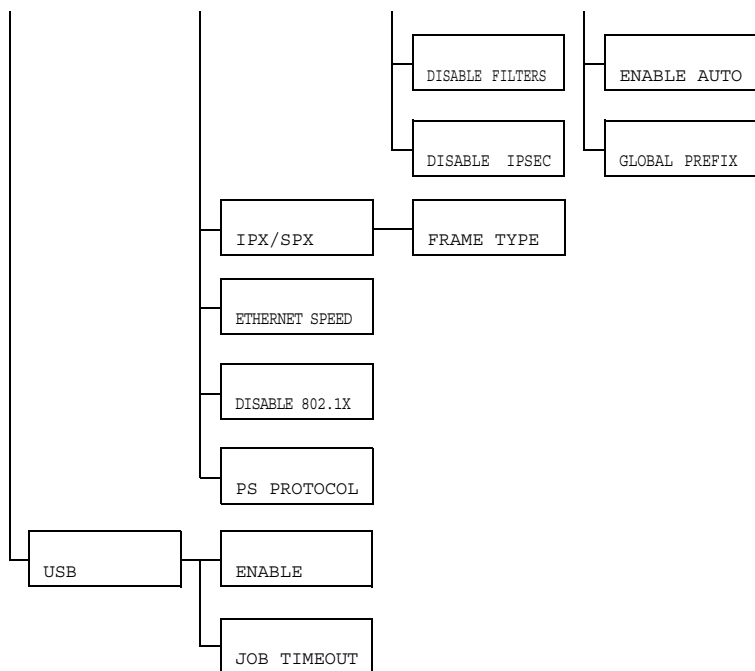 DISABLE FILTERS
ENABLE AUTO
DISABLE IPSEC
GLOBAL PREFIX
IPX/SPX
FRAME TYPE
ETHERNET SPEED
DISABLE 802.1X
PS PROTOCOL
USB
ENABLE
JOB TIMEOUT